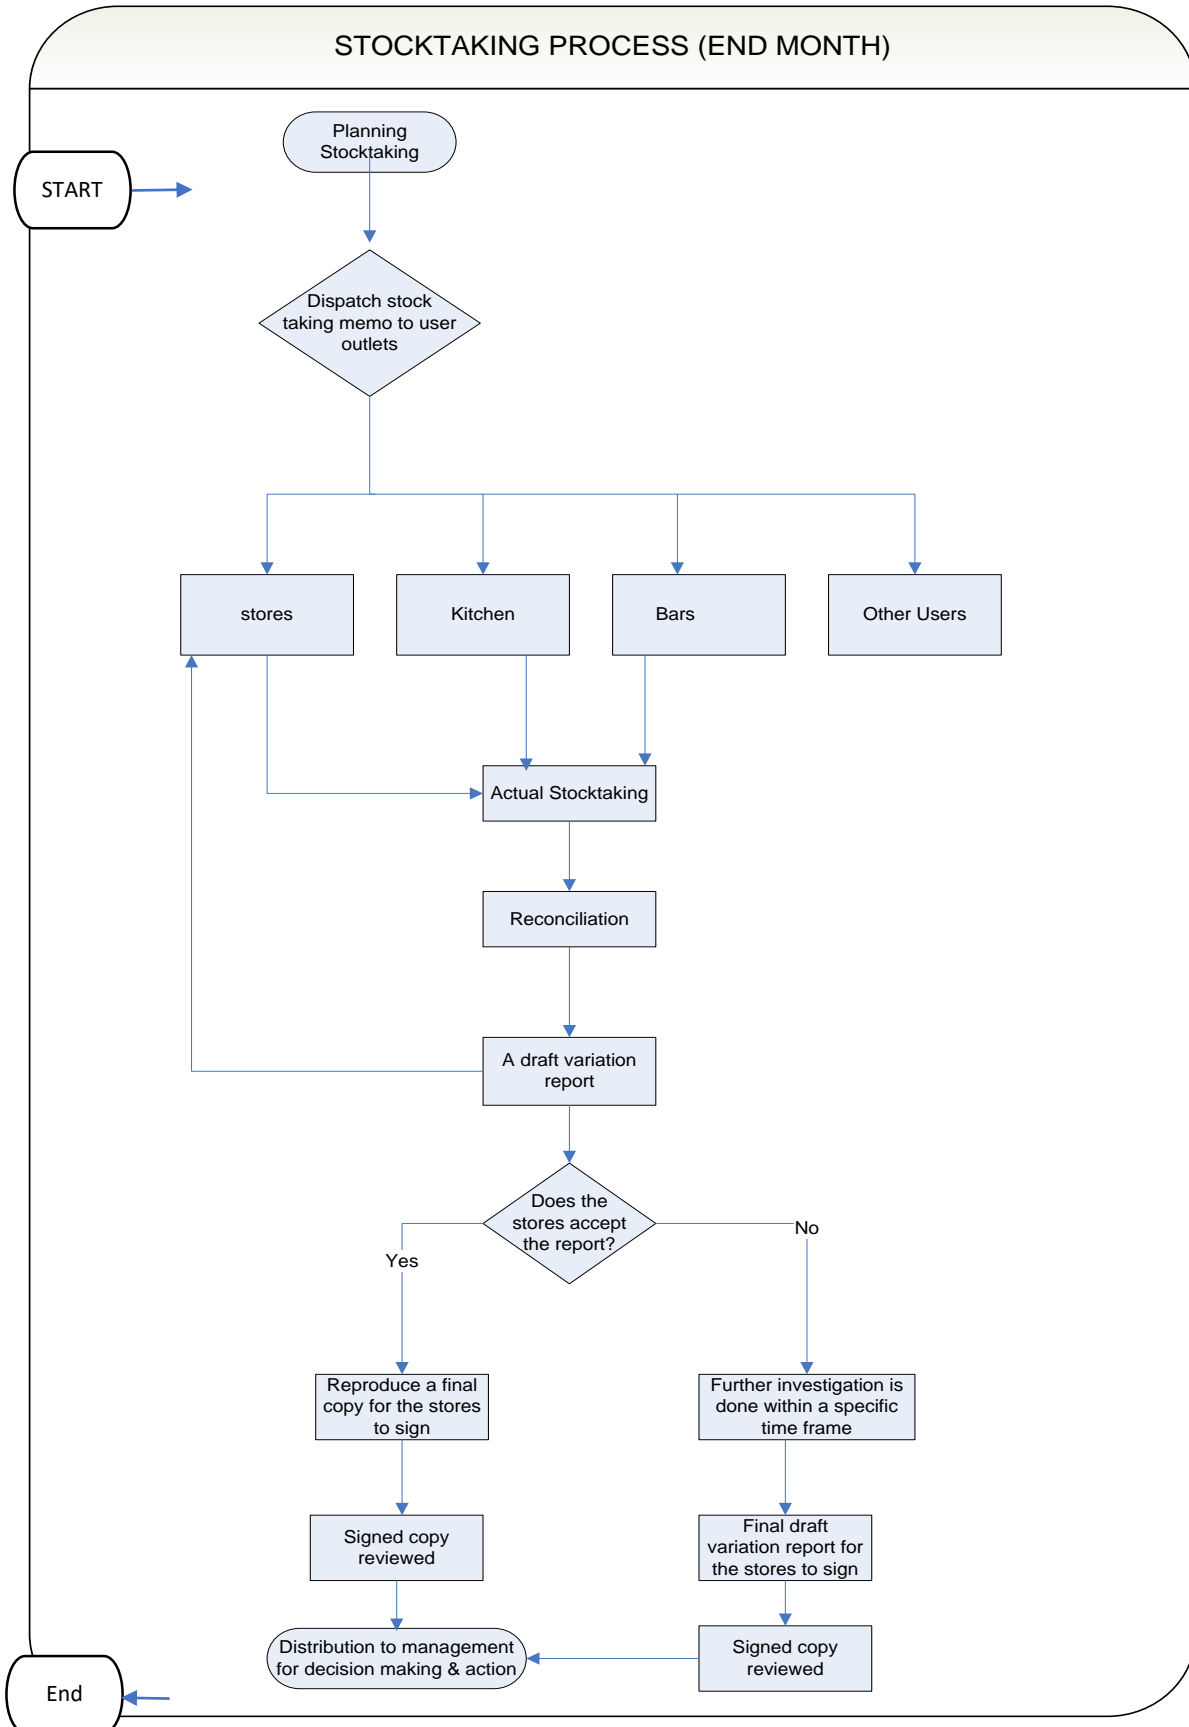 STOCKTAKING PROCESS (END MONTH)
Planning
Stocktaking
START
Dispatch stock
taking memo to user
outlets
stores
Kitchen
Bars
Other Users
Actual Stocktaking
Reconciliation
A draft variation
report
Does the
stores accept
the report?
Yes
No
Reproduce a final
copy for the stores
to sign
Further investigation is
done within a specific
time frame
Signed copy
reviewed
Final draft
variation report for
the stores to sign
Distribution to management
for decision making & action
Signed copy
reviewed
End